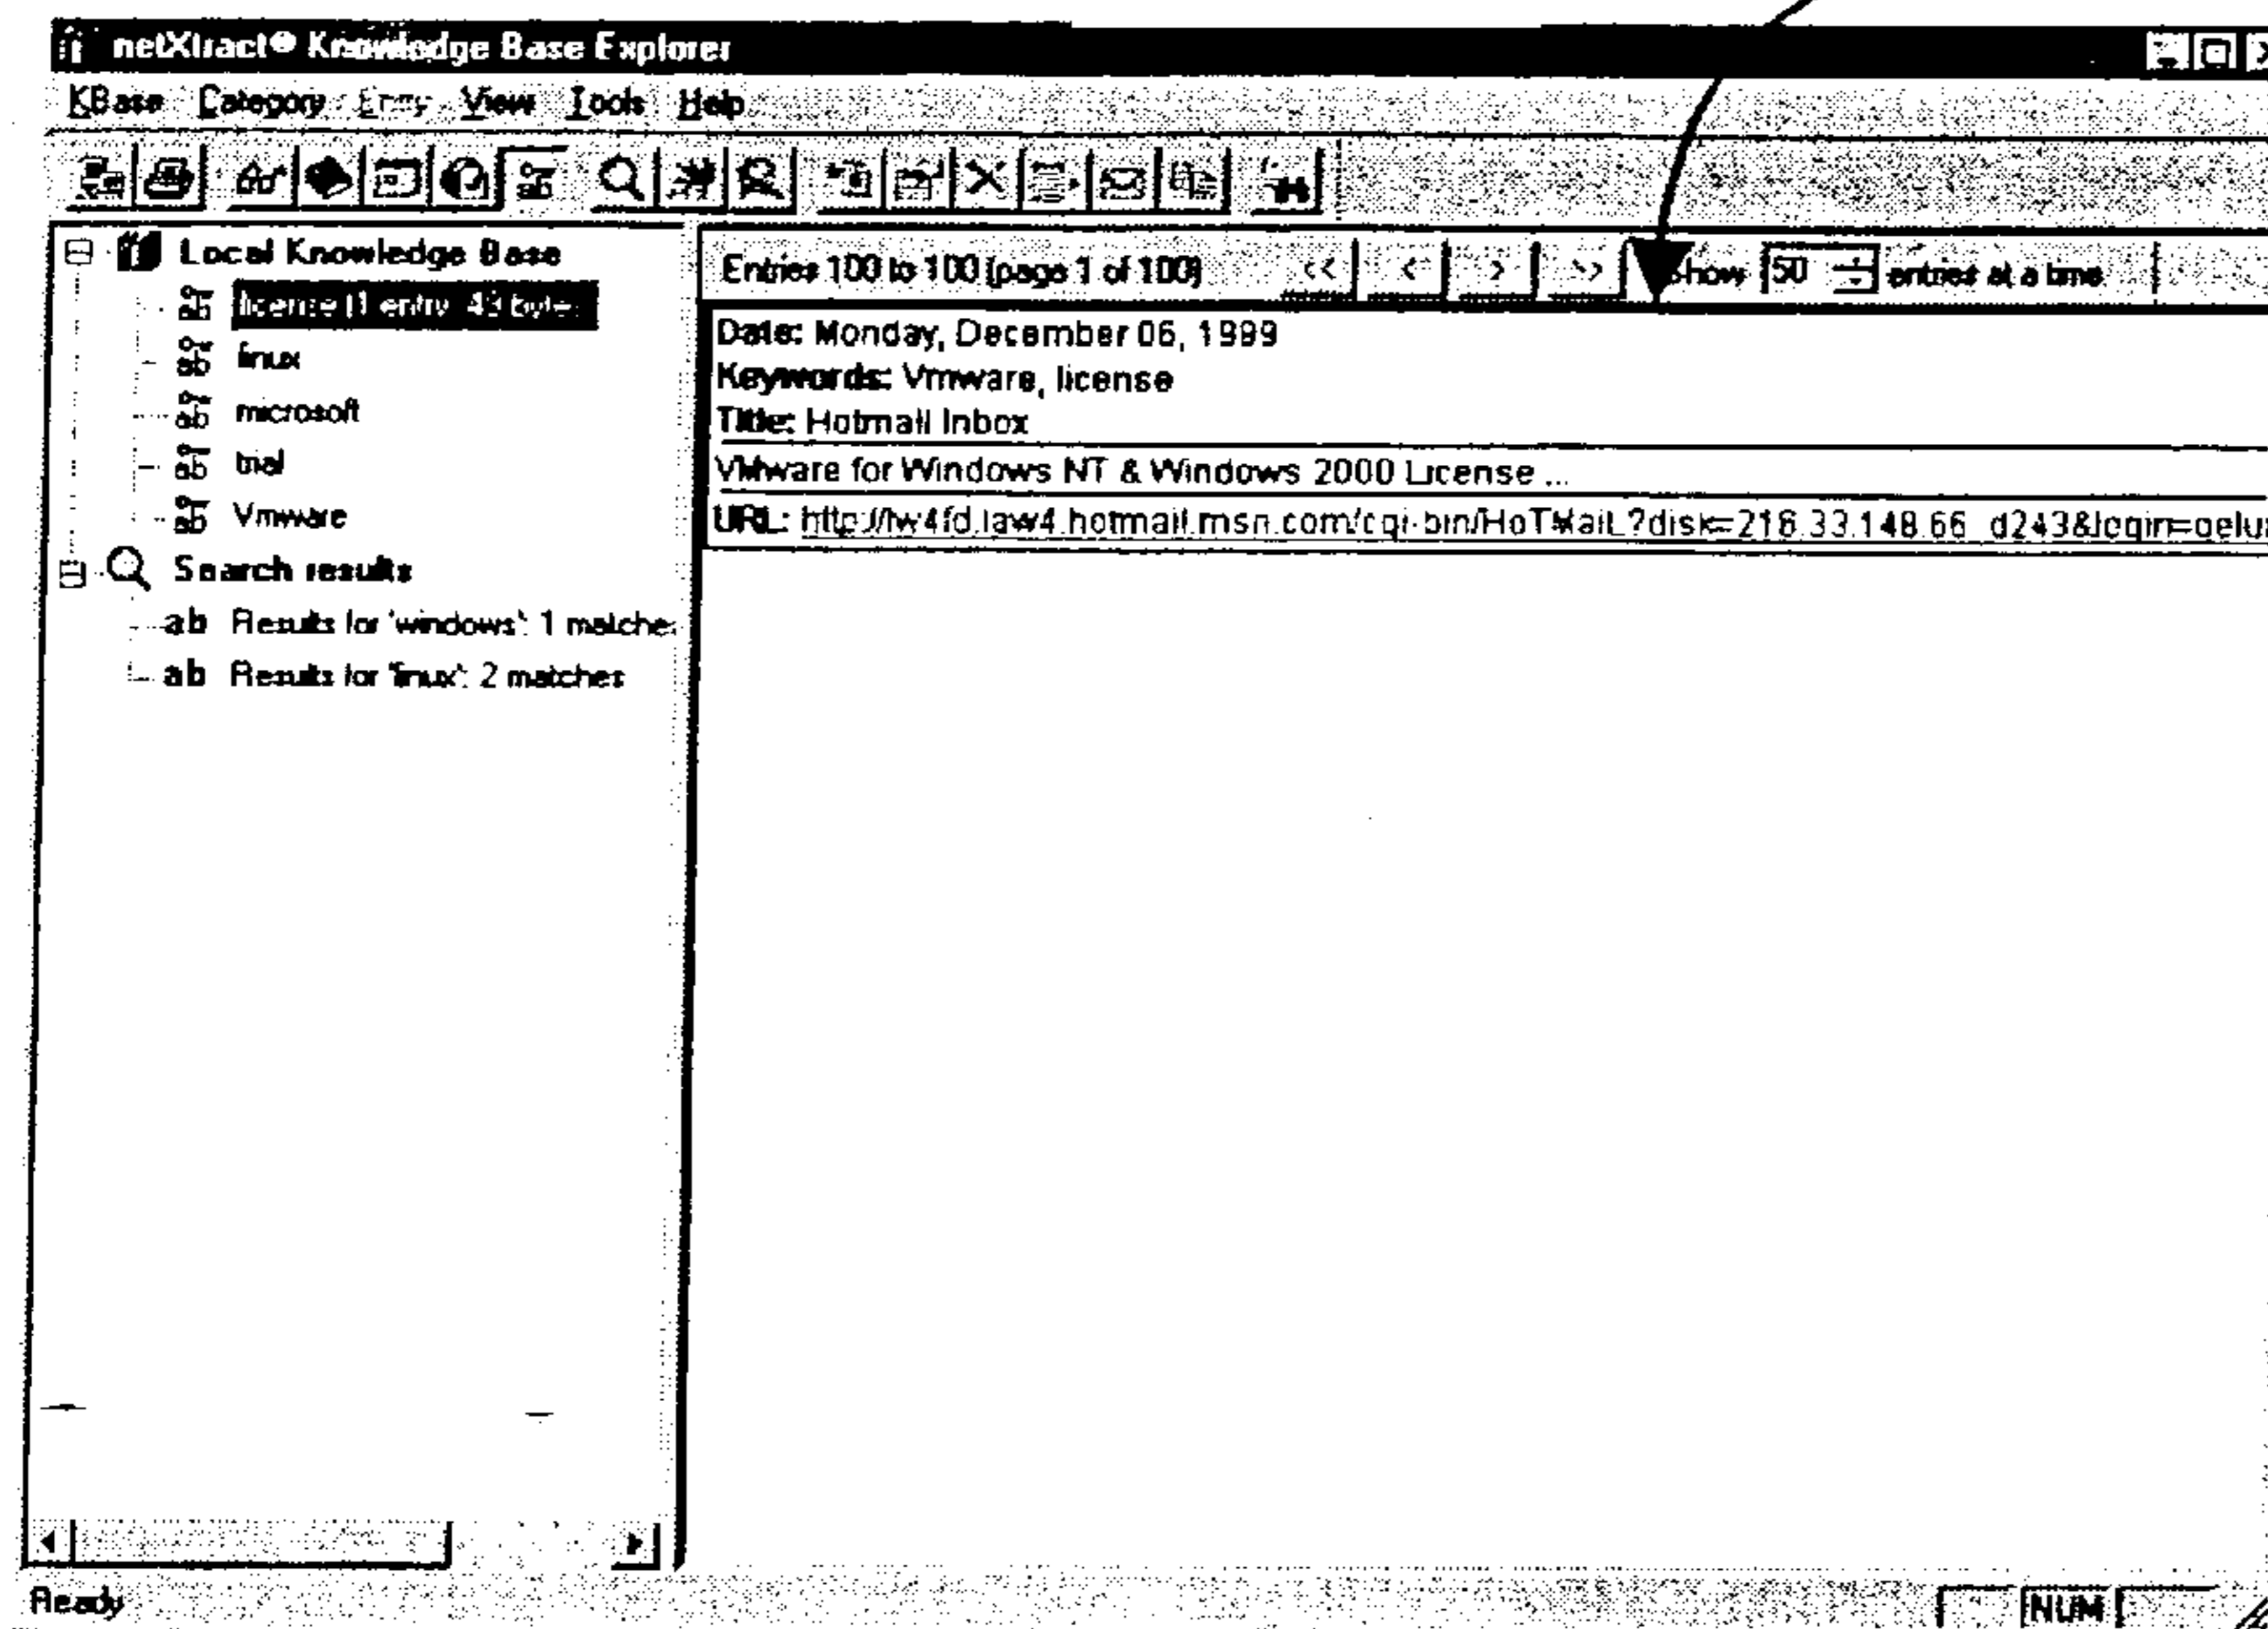 netXtract® Knowledge Base Explorer
KBase Category Entry View Tools Help
Local Knowledge Base
license (1 entry, 49 bytes
linux
microsoft
trial
Vmware
Search results
ab Results for 'windows': 1 matches
ab Results for 'linux': 2 matches
Entries 100 to 100 (page 1 of 100) << < > >> Show 50 entries at a time
Date: Monday, December 06, 1999
Keywords: Vmware, license
Title: Hotmail Inbox
VMware for Windows NT & Windows 2000 License ...
URL: http://lw4fd.law4.hotmail.msn.com/cgi-bin/HoTMaiL?disk=216.33.148.66_d243&login=gelu
Ready
NUM